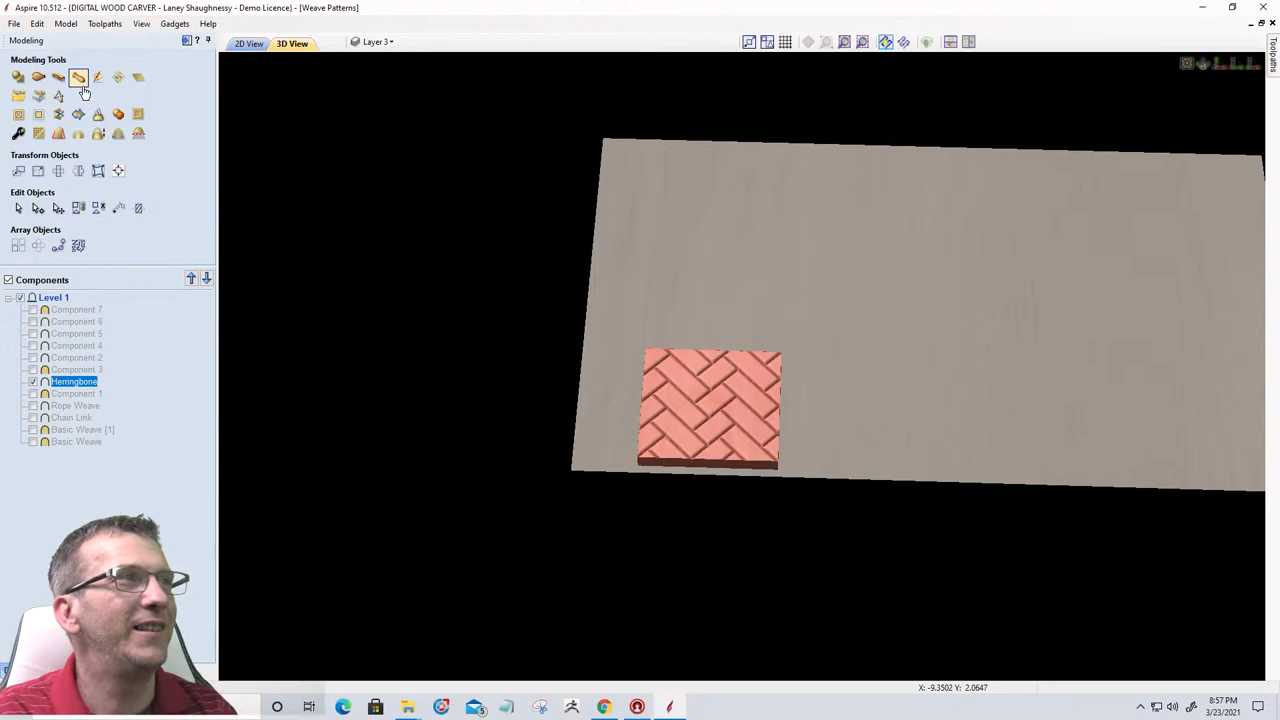 Aspire 10.512 - (DIGITAL WOOD CARVER - Laney Shaughnessy - Demo Licence) - [Weave Patterns]
File Edit Model Toolpaths View Gadgets Help
Modeling
2D View 3D View Layer 3
Toolpaths
Modeling Tools
Transform Objects
Edit Objects
Array Objects
Components
Level 1
Component 7
Component 6
Component 5
Component 4
Component 2
Component 3
Herringbone
Component 1
Rope Weave
Chain Link
Basic Weave [1]
Basic Weave
X: -9.3502 Y: 2.0647
5
8:57 PM
3/23/2021